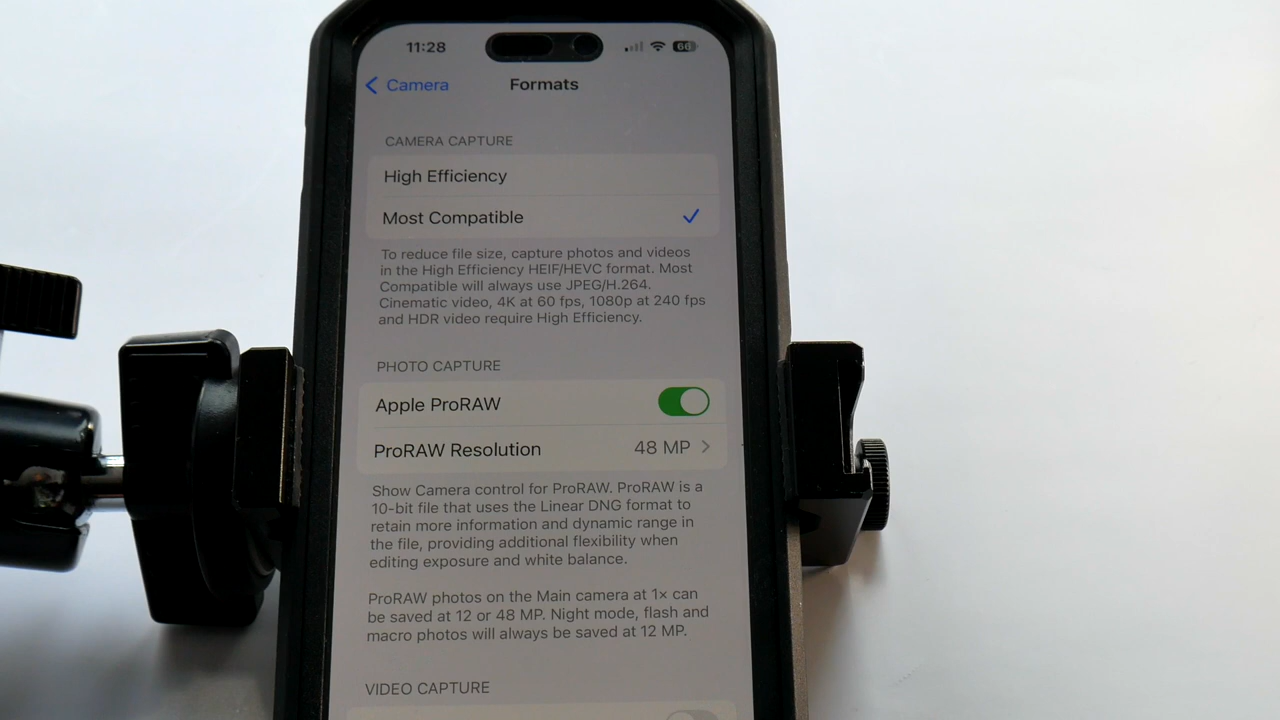 11:28
66
Camera
Formats
CAMERA CAPTURE
High Efficiency
Most Compatible
To reduce file size, capture photos and videos
in the High Efficiency HEIF/HEVC format. Most
Compatible will always use JPEG/H.264.
Cinematic video, 4K at 60 fps, 1080p at 240 fps
and HDR video require High Efficiency.
PHOTO CAPTURE
Apple ProRAW
ProRAW Resolution 48 MP
Show Camera control for ProRAW. ProRAW is a
10-bit file that uses the Linear DNG format to
retain more information and dynamic range in
the file, providing additional flexibility when
editing exposure and white balance.
ProRAW photos on the Main camera at 1× can
be saved at 12 or 48 MP. Night mode, flash and
macro photos will always be saved at 12 MP.
VIDEO CAPTURE